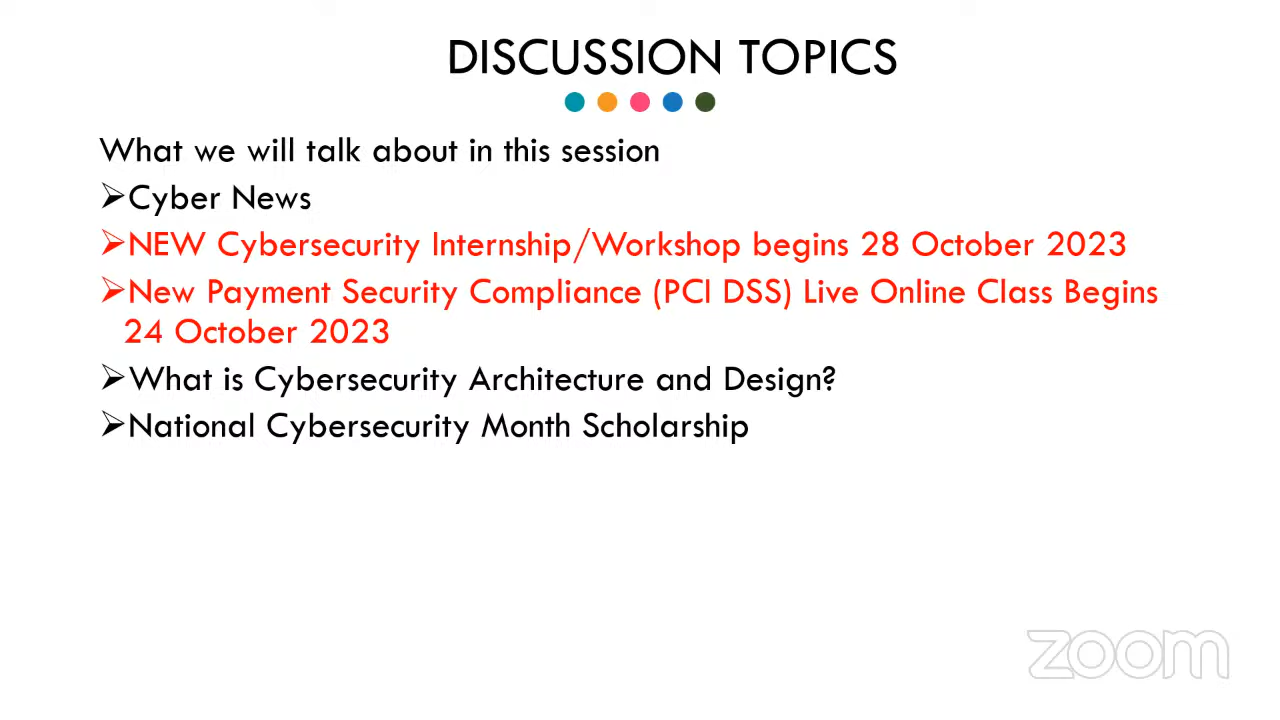 DISCUSSION TOPICS
What we will talk about in this session
➢Cyber News
➢NEW Cybersecurity Internship/Workshop begins 28 October 2023
➢New Payment Security Compliance (PCI DSS) Live Online Class Begins
24 October 2023
➢What is Cybersecurity Architecture and Design?
➢National Cybersecurity Month Scholarship
zoom